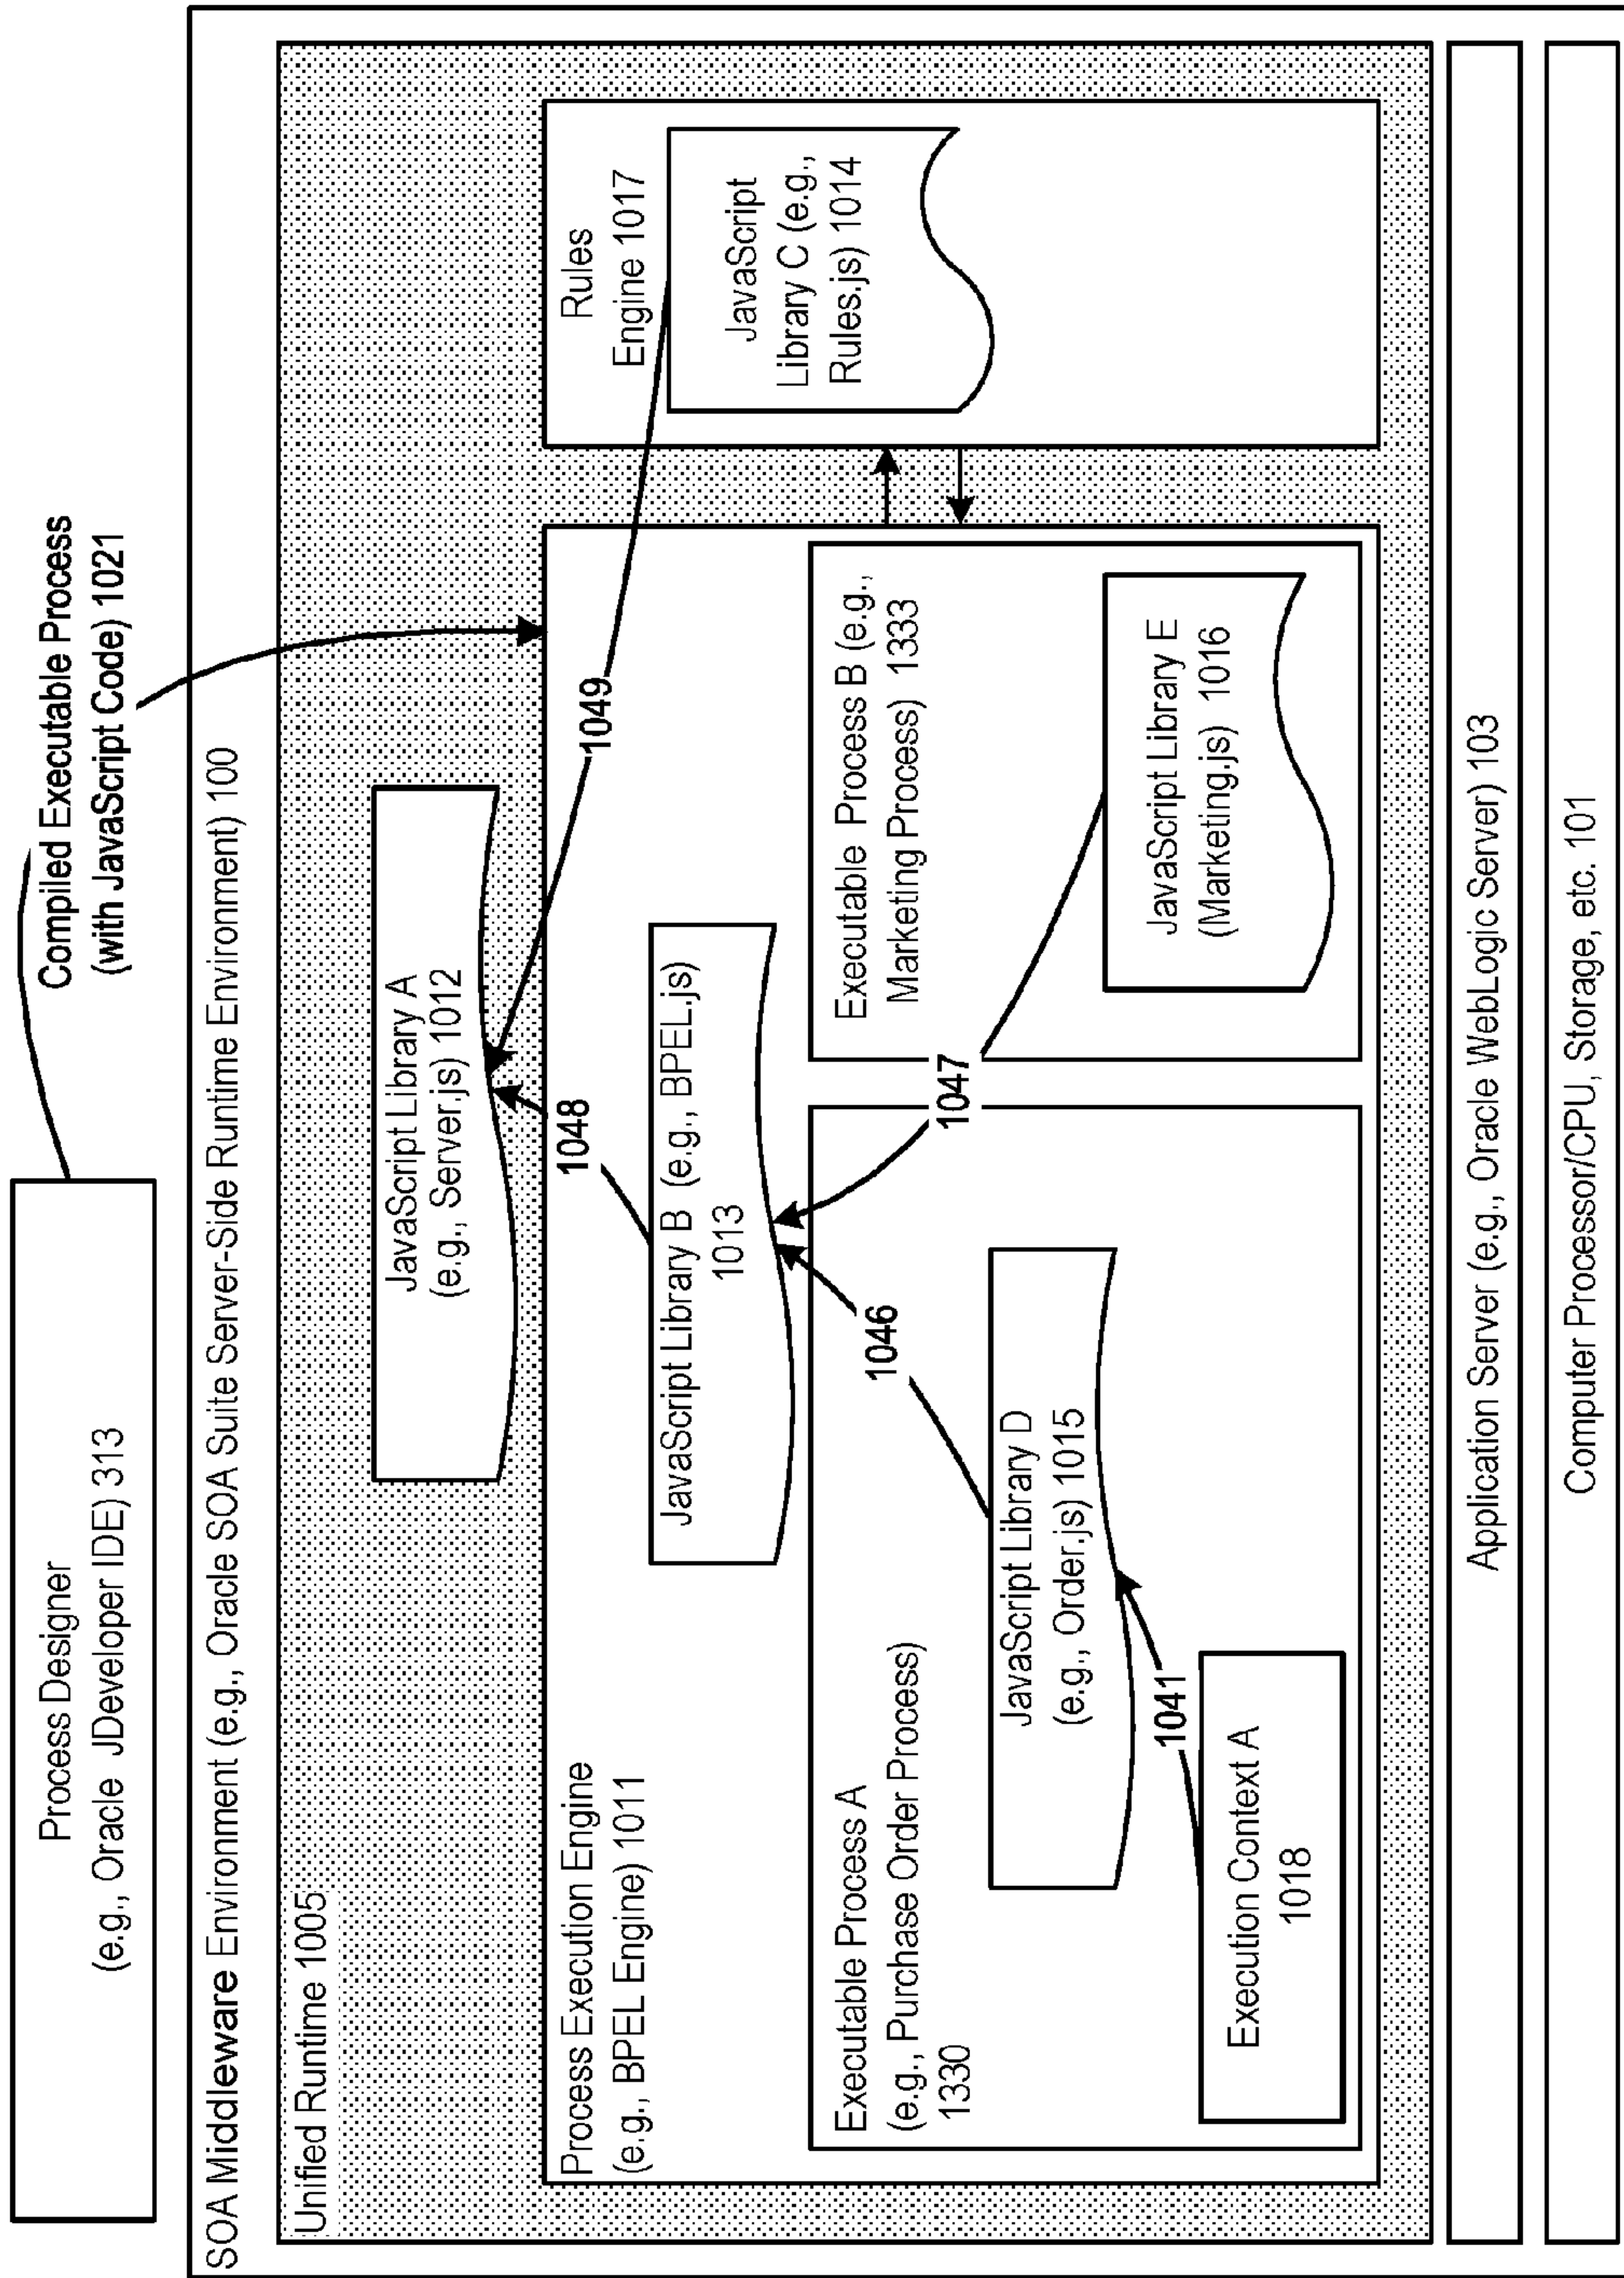 Process Designer
(e.g., Oracle JDeveloper IDE) 313
Compiled Executable Process
(with JavaScript Code) 1021
SOA Middleware Environment (e.g., Oracle SOA Suite Server-Side Runtime Environment) 100
Unified Runtime 1005
JavaScript Library A
(e.g., Server.js) 1012
Process Execution Engine
(e.g., BPEL Engine) 1011
1048
1049
Rules
Engine 1017
JavaScript Library B (e.g., BPEL.js)
1013
JavaScript
Library C (e.g.,
Rules.js) 1014
Executable Process A
(e.g., Purchase Order Process)
1330
1046
1047
Executable Process B (e.g.,
Marketing Process) 1333
JavaScript Library D
(e.g., Order.js) 1015
JavaScript Library E
(Marketing.js) 1016
1041
Execution Context A
1018
Application Server (e.g., Oracle WebLogic Server) 103
Computer Processor/CPU, Storage, etc. 101